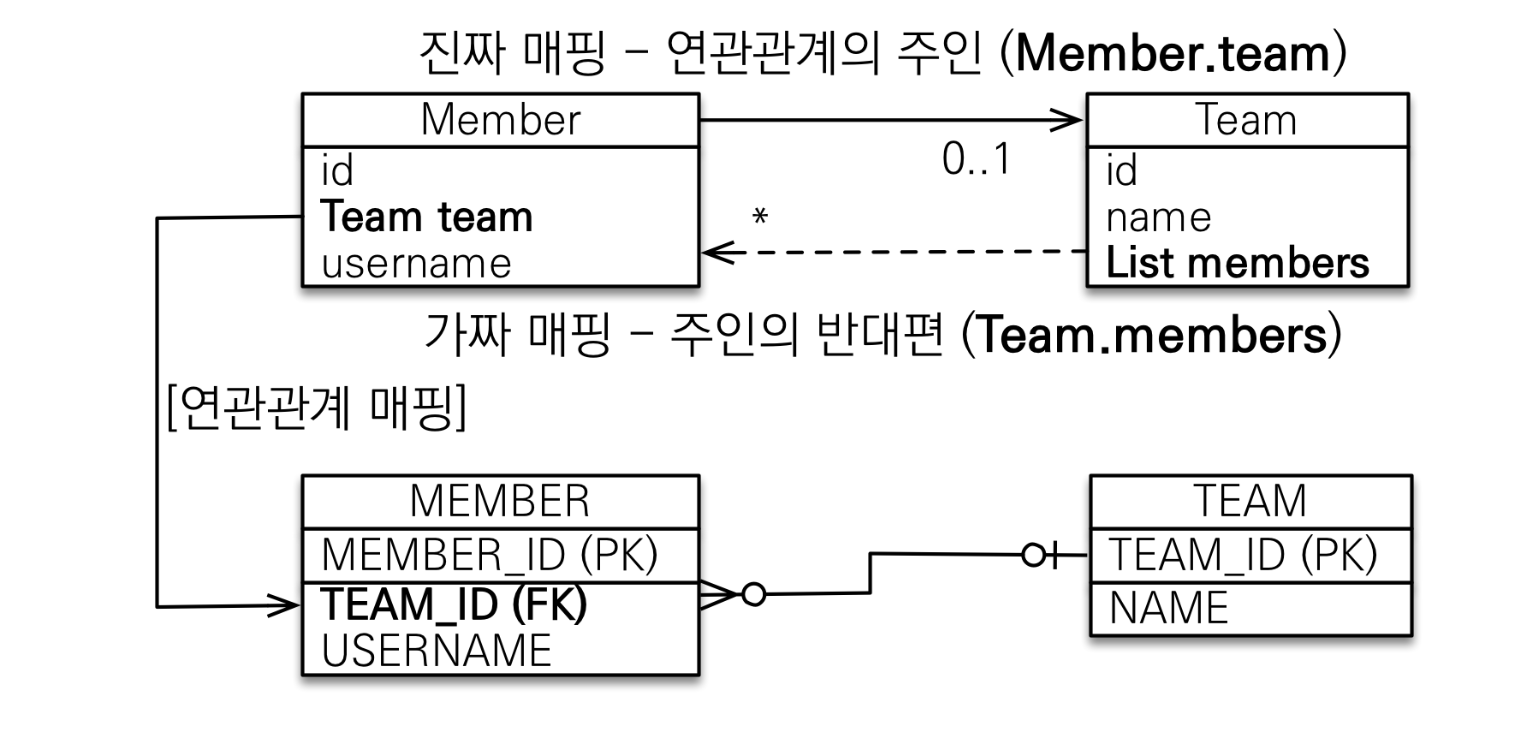 진짜 매핑 - 연관관계의 주인 (Member.team)
Member
id
Team team
username
0..1
*
Team
id
name
List members
가짜 매핑 - 주인의 반대편 (Team.members)
[연관관계 매핑]
MEMBER
MEMBER_ID (PK)
TEAM_ID (FK)
USERNAME
TEAM
TEAM_ID (PK)
NAME